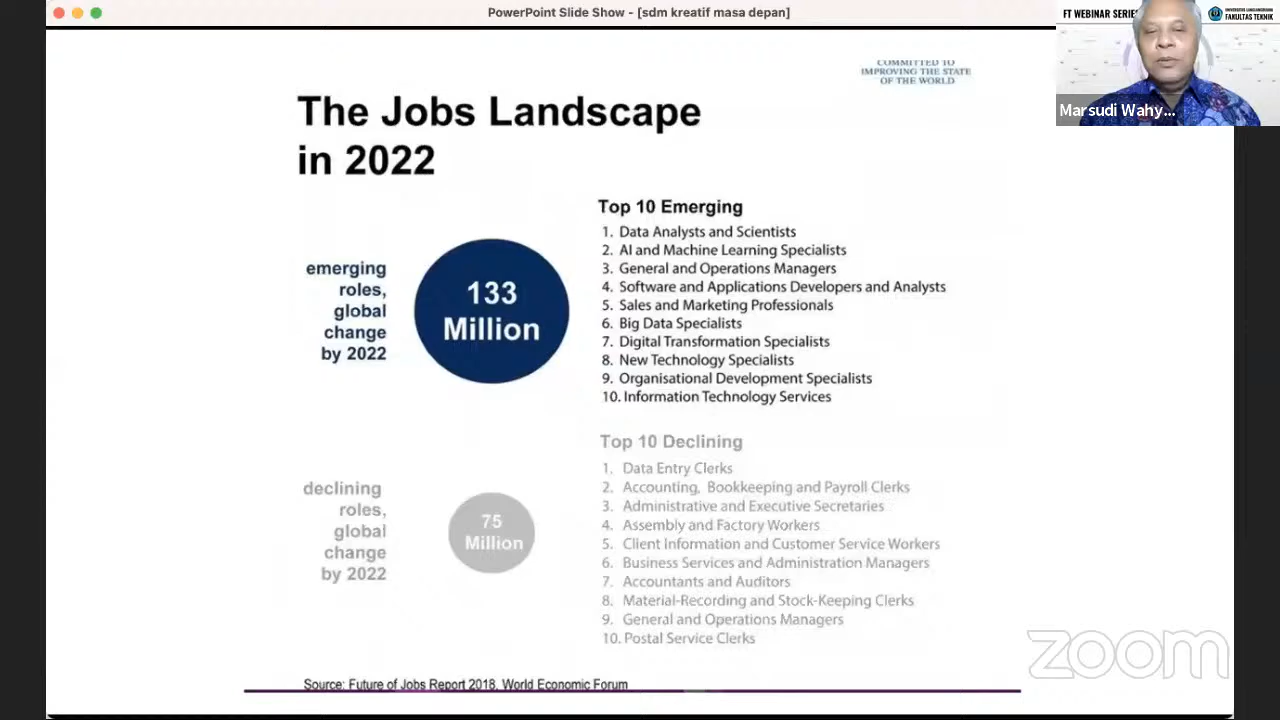 PowerPoint Slide Show - [sdm kreatif masa depan]
FT WEBINAR SERIES
FAKULTAS TEKNIK
Marsudi Wahy...
COMMITTED TO
IMPROVING THE STATE
OF THE WORLD
The Jobs Landscape
in 2022
emerging
roles,
global
change
by 2022
133
Million
Top 10 Emerging
1. Data Analysts and Scientists
2. AI and Machine Learning Specialists
3. General and Operations Managers
4. Software and Applications Developers and Analysts
5. Sales and Marketing Professionals
6. Big Data Specialists
7. Digital Transformation Specialists
8. New Technology Specialists
9. Organisational Development Specialists
10. Information Technology Services
declining
roles,
global
change
by 2022
75
Million
Top 10 Declining
1. Data Entry Clerks
2. Accounting, Bookkeeping and Payroll Clerks
3. Administrative and Executive Secretaries
4. Assembly and Factory Workers
5. Client Information and Customer Service Workers
6. Business Services and Administration Managers
7. Accountants and Auditors
8. Material-Recording and Stock-Keeping Clerks
9. General and Operations Managers
10. Postal Service Clerks
Source: Future of Jobs Report 2018, World Economic Forum
zoom